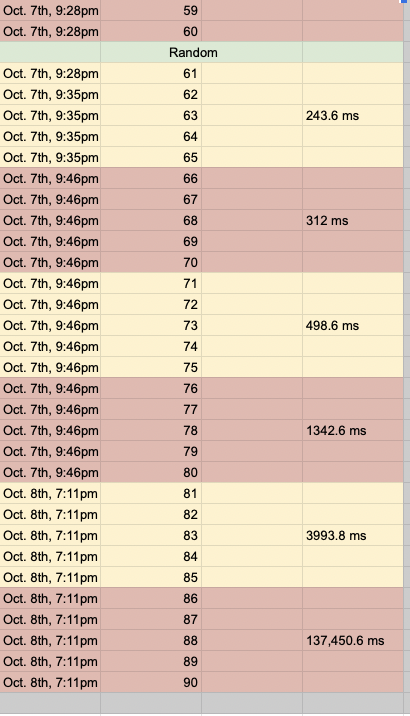 Oct. 7th, 9:28pm 59
Oct. 7th, 9:28pm 60
Random
Oct. 7th, 9:28pm 61
Oct. 7th, 9:35pm 62
Oct. 7th, 9:35pm 63 243.6 ms
Oct. 7th, 9:35pm 64
Oct. 7th, 9:35pm 65
Oct. 7th, 9:46pm 66
Oct. 7th, 9:46pm 67
Oct. 7th, 9:46pm 68 312 ms
Oct. 7th, 9:46pm 69
Oct. 7th, 9:46pm 70
Oct. 7th, 9:46pm 71
Oct. 7th, 9:46pm 72
Oct. 7th, 9:46pm 73 498.6 ms
Oct. 7th, 9:46pm 74
Oct. 7th, 9:46pm 75
Oct. 7th, 9:46pm 76
Oct. 7th, 9:46pm 77
Oct. 7th, 9:46pm 78 1342.6 ms
Oct. 7th, 9:46pm 79
Oct. 7th, 9:46pm 80
Oct. 8th, 7:11pm 81
Oct. 8th, 7:11pm 82
Oct. 8th, 7:11pm 83 3993.8 ms
Oct. 8th, 7:11pm 84
Oct. 8th, 7:11pm 85
Oct. 8th, 7:11pm 86
Oct. 8th, 7:11pm 87
Oct. 8th, 7:11pm 88 137,450.6 ms
Oct. 8th, 7:11pm 89
Oct. 8th, 7:11pm 90